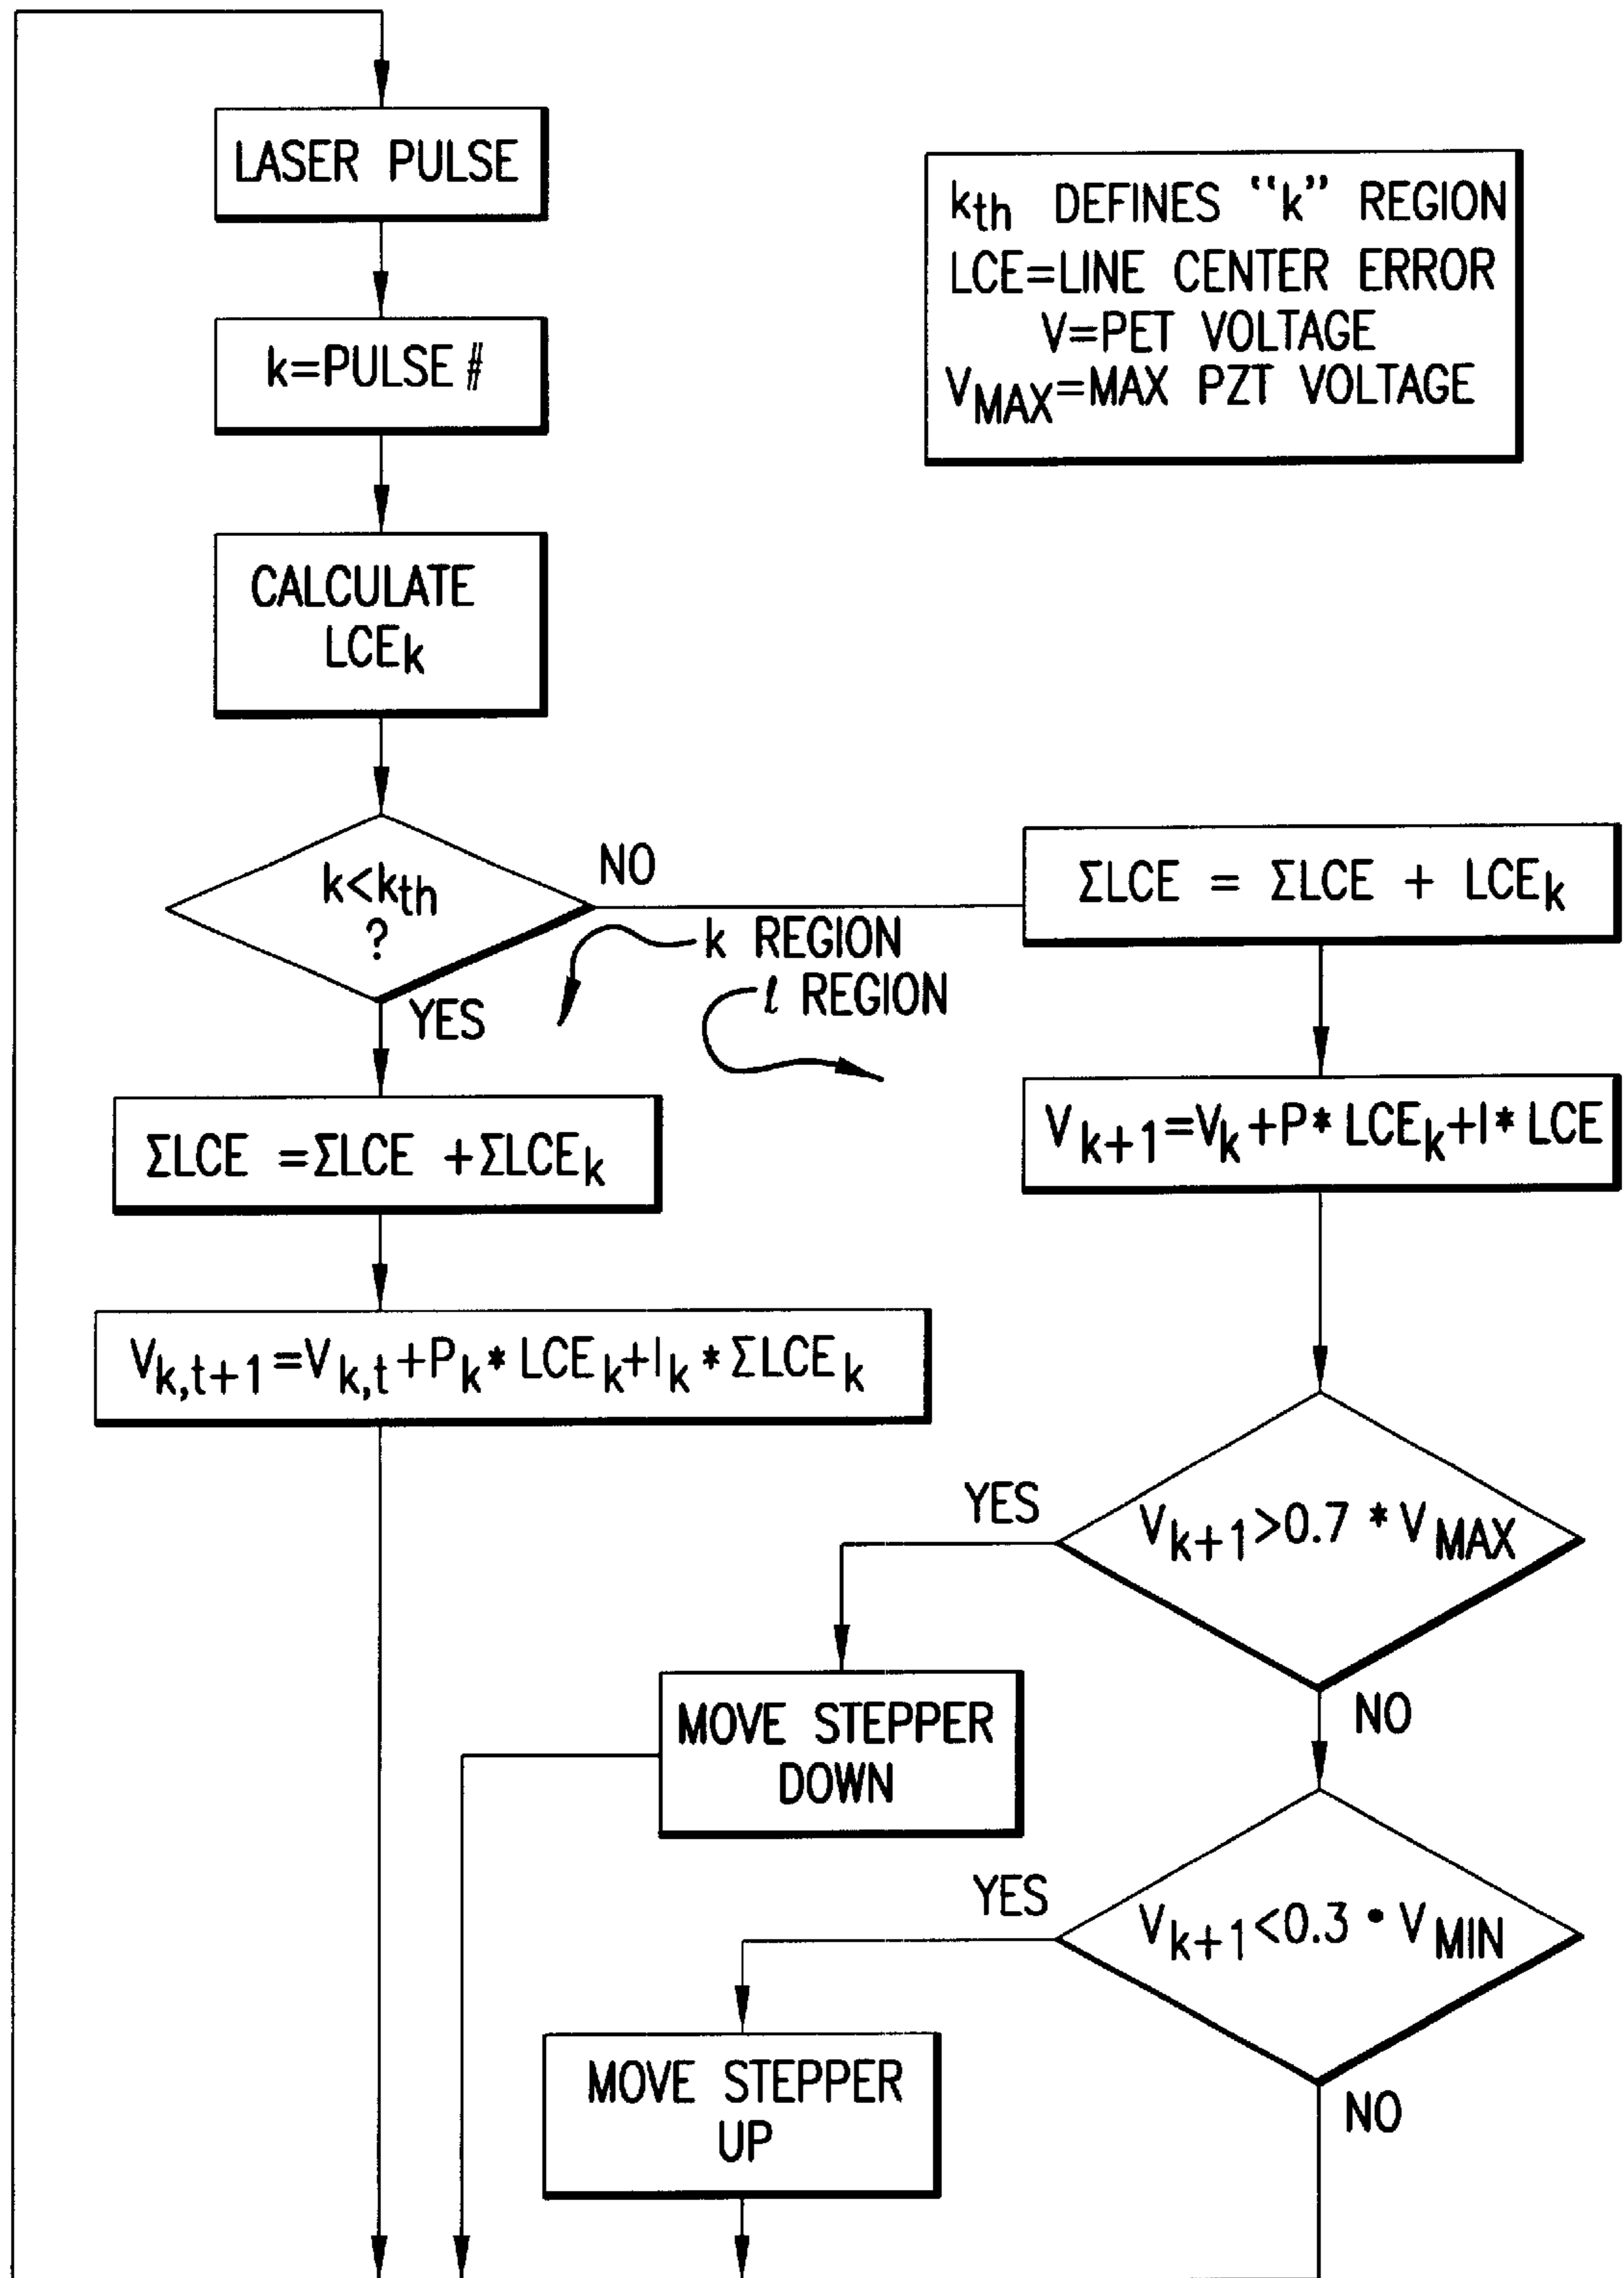 LASER PULSE
k=PULSE #
CALCULATE
LCEk
kth DEFINES "k" REGION
LCE=LINE CENTER ERROR
V=PET VOLTAGE
VMAX=MAX PZT VOLTAGE
k<kth
?
NO
YES
k REGION
l REGION
ΣLCE = ΣLCE + LCEk
Vk+1=Vk+P* LCEk+I* LCE
ΣLCE =ΣLCE +ΣLCEk
Vk,t+1=Vk,t+Pk* LCEk+Ik* ΣLCEk
Vk+1>0.7 * VMAX
YES
NO
MOVE STEPPER
DOWN
Vk+1<0.3 • VMIN
YES
NO
MOVE STEPPER
UP